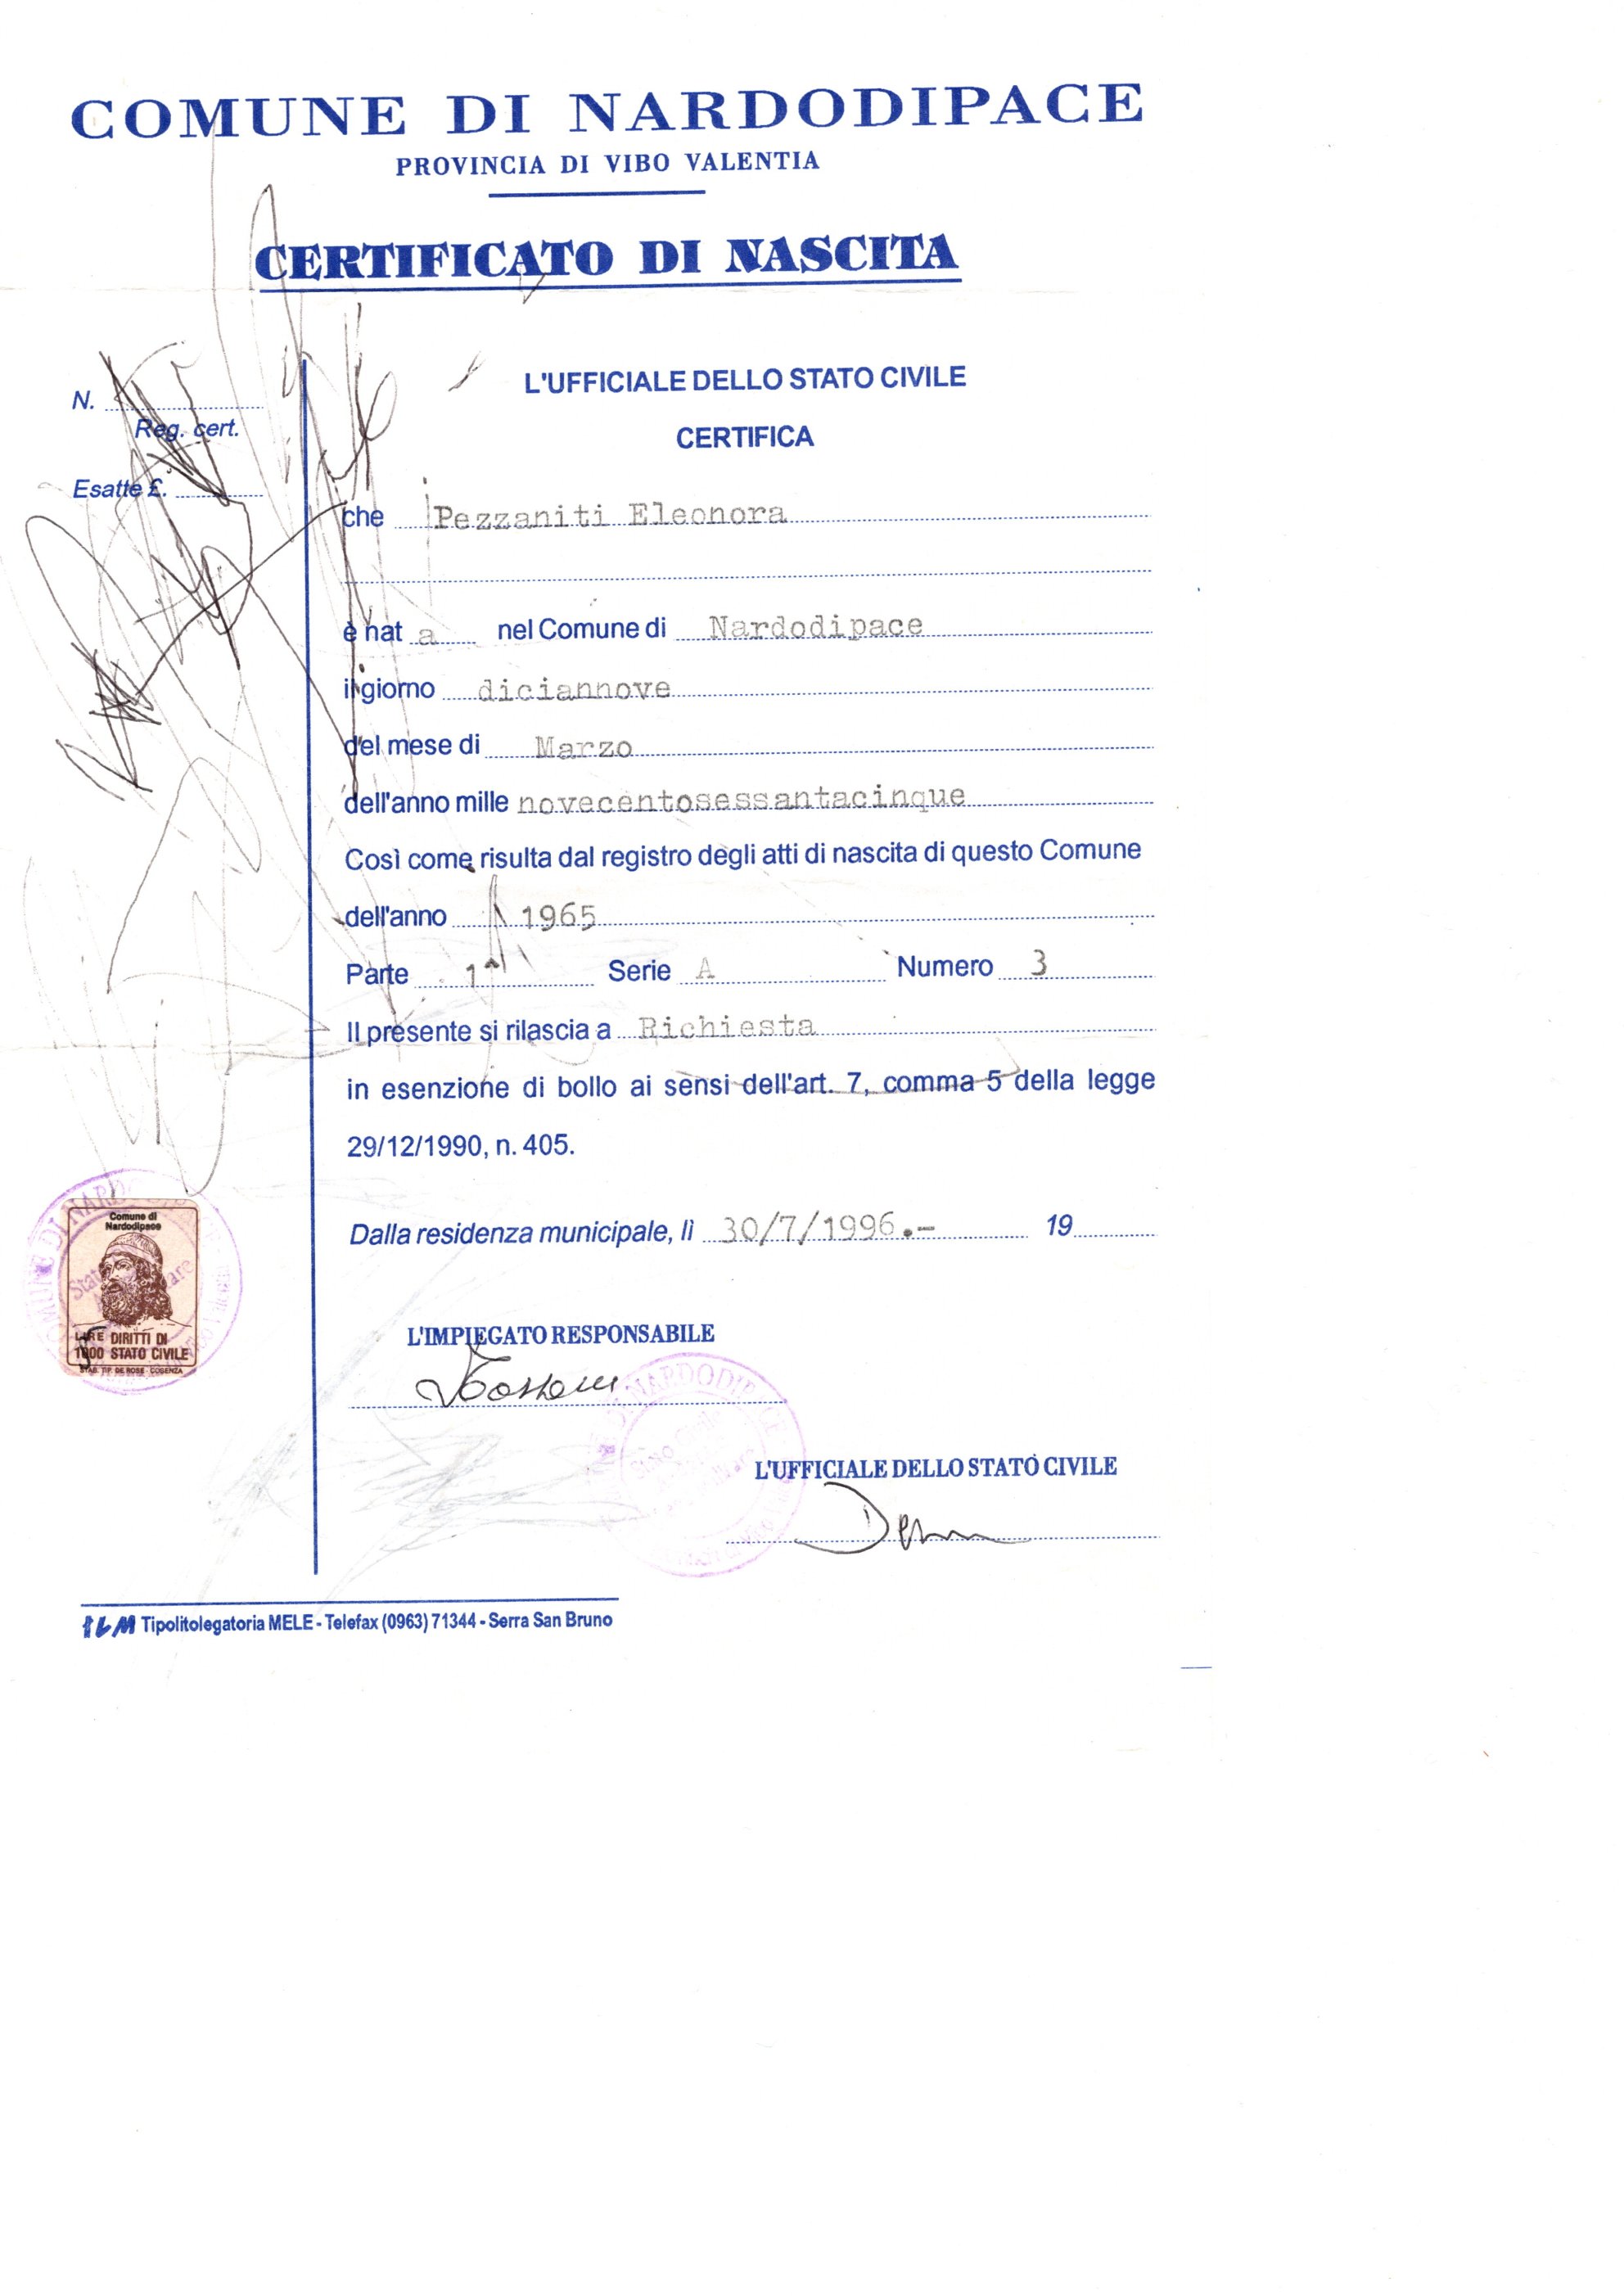 COMUNE DI NARDODIPACE
PROVINCIA DI VIBO VALENTIA
CERTIFICATO DI NASCITA
N.
Reg. cert.
Esatte £.
L'UFFICIALE DELLO STATO CIVILE
CERTIFICA
che Pezzaniti Eleonora
è nat a nel Comune di Nardodipace
il giorno diciannove
del mese di Marzo
dell'anno mille novecentosessantacinque
Così come risulta dal registro degli atti di nascita di questo Comune
dell'anno 1965
Parte 1^ Serie A Numero 3
Il presente si rilascia a Richiesta
in esenzione di bollo ai sensi dell'art. 7, comma 5 della legge
29/12/1990, n. 405.
Comune di
Nardodipace
LIRE DIRITTI DI
1000 STATO CIVILE
STAB. TIP. DE ROSE - COSENZA
Dalla residenza municipale, lì 30/7/1996.- 19
L'IMPIEGATO RESPONSABILE
DI NARDODIPACE
Stato Civile
L'UFFICIALE DELLO STATO CIVILE
Tipolitolegatoria MELE - Telefax (0963) 71344 - Serra San Bruno